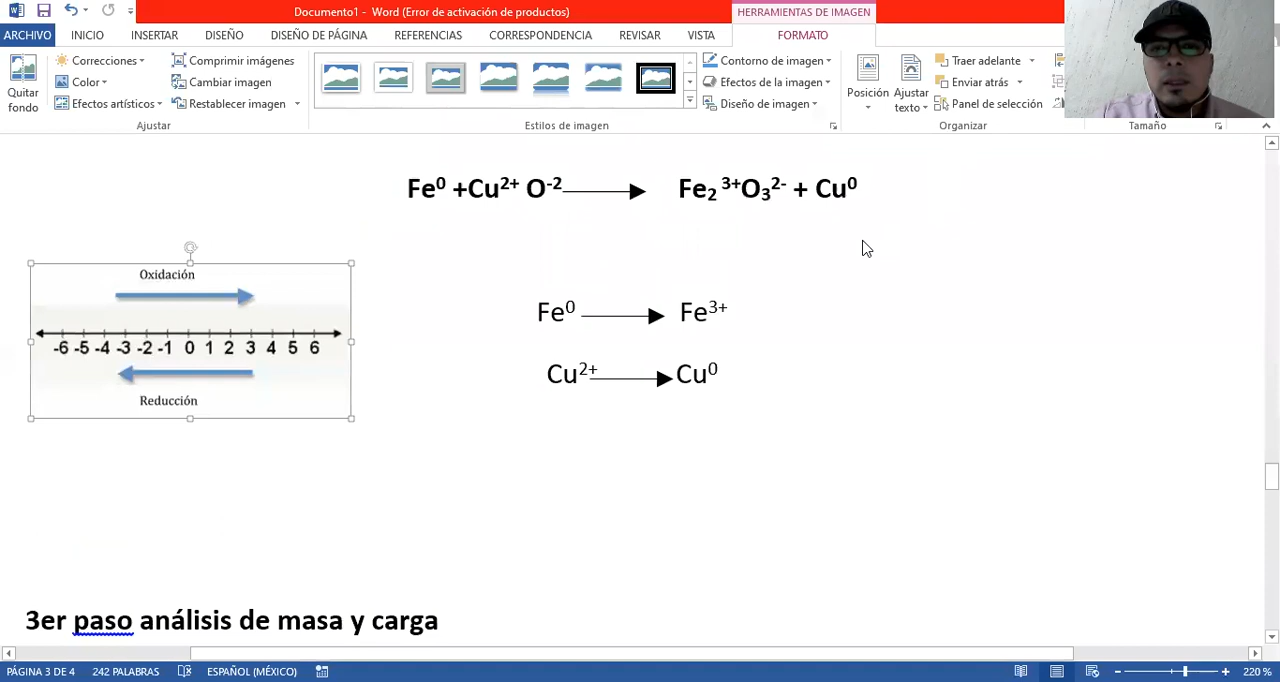 Documento1 - Word (Error de activación de productos)
HERRAMIENTAS DE IMAGEN
ARCHIVO INICIO INSERTAR DISEÑO DISEÑO DE PÁGINA REFERENCIAS CORRESPONDENCIA REVISAR VISTA FORMATO
Quitar fondo
Correcciones
Color
Efectos artísticos
Comprimir imágenes
Cambiar imagen
Restablecer imagen
Ajustar
Estilos de imagen
Contorno de imagen
Efectos de la imagen
Diseño de imagen
Posición
Ajustar texto
Traer adelante
Enviar atrás
Panel de selección
Organizar
Tamaño
Fe⁰ +Cu²⁺ O⁻² ⟶ Fe₂ ³⁺O₃²⁻ + Cu⁰
Oxidación
-6 -5 -4 -3 -2 -1 0 1 2 3 4 5 6
Reducción
Fe⁰ ⟶ Fe³⁺
Cu²⁺ ⟶ Cu⁰
3er paso análisis de masa y carga
PÁGINA 3 DE 4 242 PALABRAS ESPAÑOL (MÉXICO) 220 %